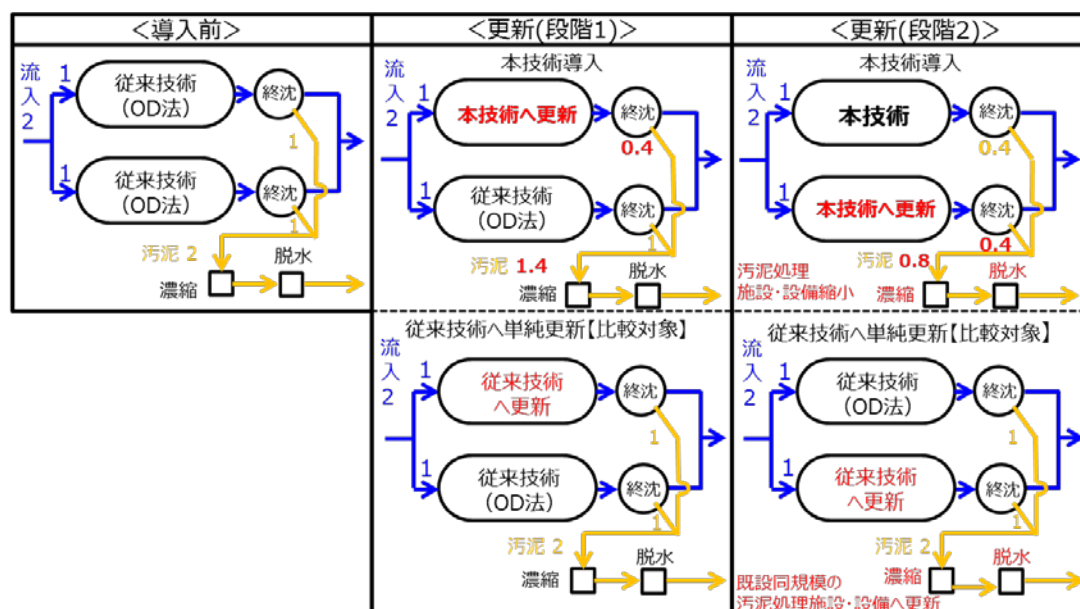 ＜導入前＞
流入
2
1
従来技術
(OD法)
終沈
1
1
従来技術
(OD法)
終沈
1
汚泥 2
濃縮
脱水
＜更新(段階1)＞
本技術導入
流入
2
1
本技術へ更新
終沈
0.4
1
従来技術
(OD法)
終沈
1
汚泥 1.4
濃縮
脱水
従来技術へ単純更新【比較対象】
流入
2
1
従来技術
へ更新
終沈
1
1
従来技術
(OD法)
終沈
1
汚泥 2
濃縮
脱水
＜更新(段階2)＞
本技術導入
流入
2
1
本技術
終沈
0.4
1
本技術へ更新
終沈
0.4
汚泥 0.8
汚泥処理
施設・設備縮小
濃縮
脱水
従来技術へ単純更新【比較対象】
流入
2
1
従来技術
(OD法)
終沈
1
1
従来技術
へ更新
終沈
1
汚泥 2
濃縮
脱水
既設同規模の
汚泥処理施設・設備へ更新